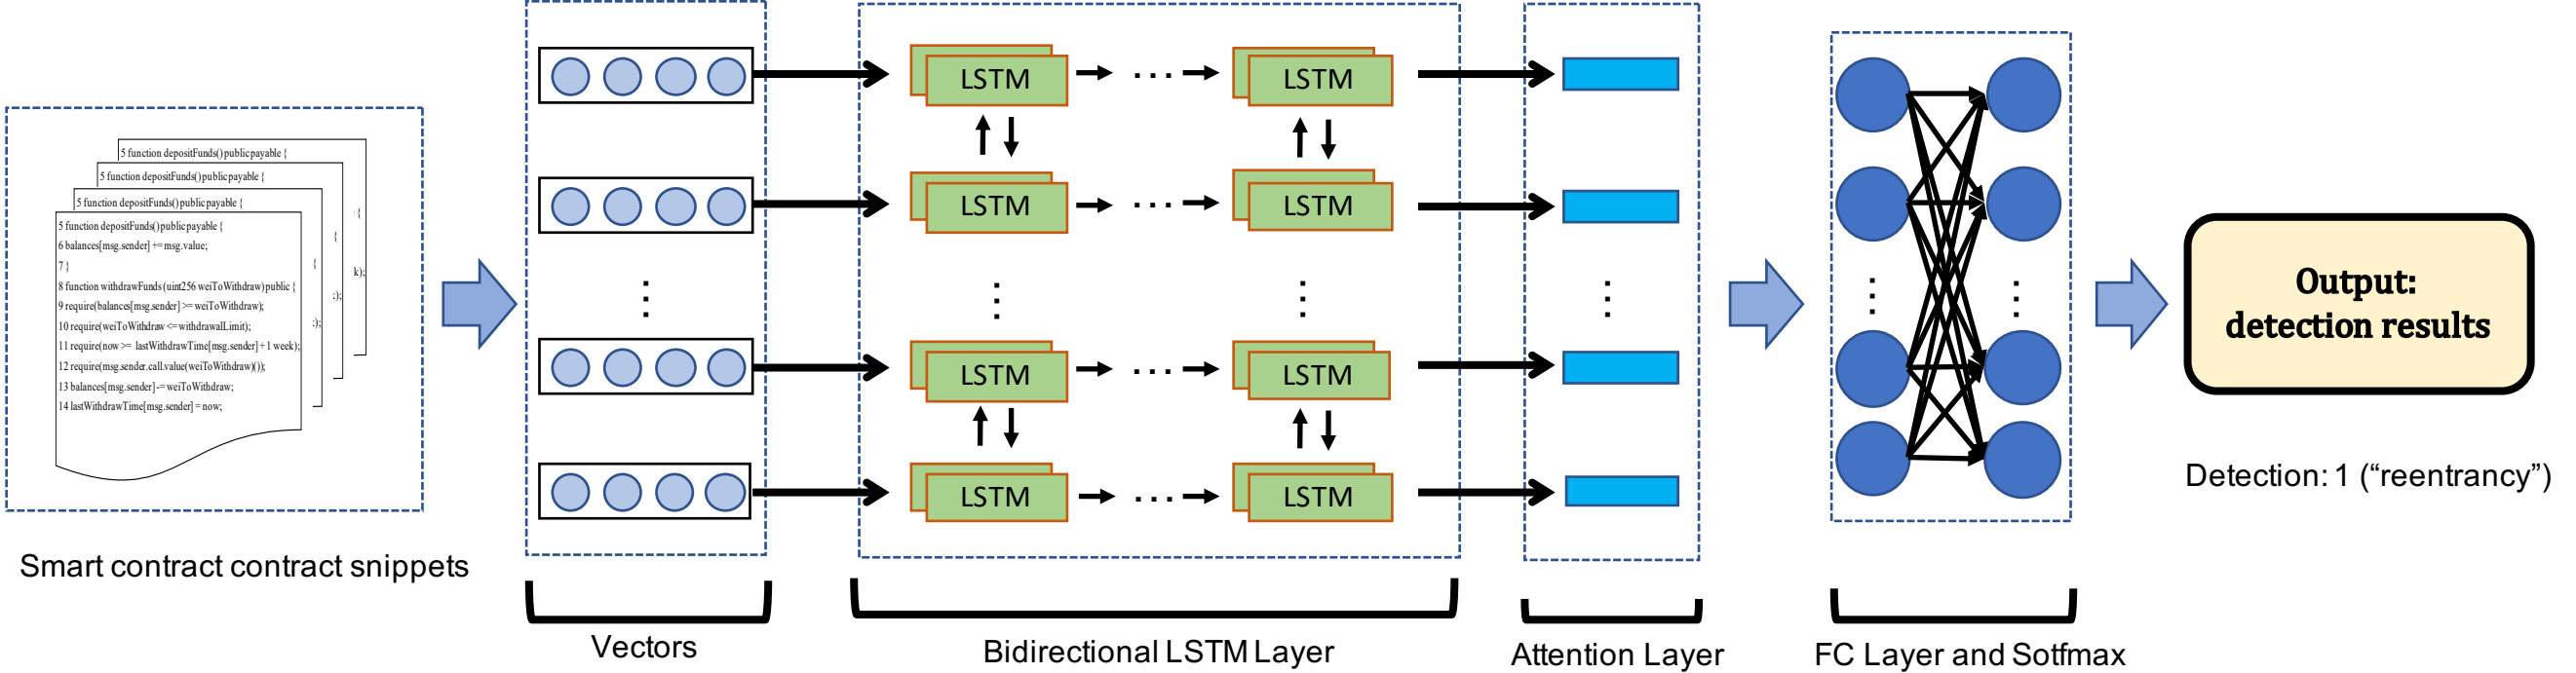 5 function depositFunds() public payable {
5 function depositFunds() public payable {
5 function depositFunds() public payable {
5 function depositFunds() public payable {
6 balances[msg.sender] += msg.value;
7 }
8 function withdrawFunds (uint256 weiToWithdraw) public {
9 require(balances[msg.sender] >= weiToWithdraw);
10 require(weiToWithdraw <= withdrawalLimit);
11 require(now >= lastWithdrawTime[msg.sender] + 1 week);
12 require(msg.sender.call.value(weiToWithdraw)());
13 balances[msg.sender] -= weiToWithdraw;
14 lastWithdrawTime[msg.sender] = now;
{
);
{
);
{
k);
Smart contract contract snippets
Vectors
LSTM
...
LSTM
LSTM
...
LSTM
LSTM
...
LSTM
LSTM
...
LSTM
Bidirectional LSTM Layer
Attention Layer
FC Layer and Sotfmax
Output:
detection results
Detection: 1 (“reentrancy”)